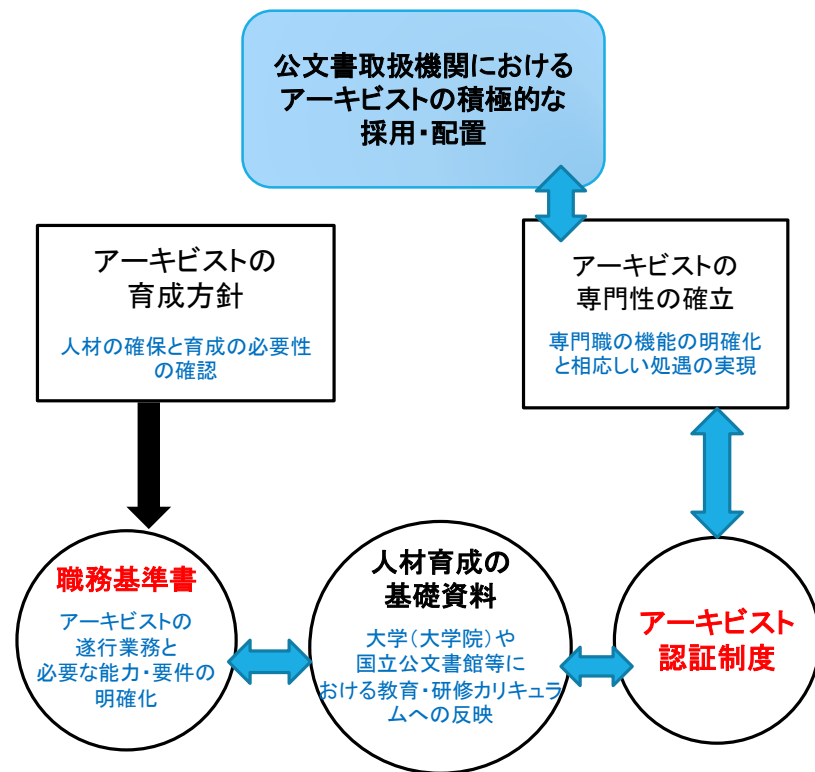 公文書取扱機関における
アーキビストの積極的な
採用・配置
アーキビストの
育成方針
人材の確保と育成の必要性
の確認
アーキビストの
専門性の確立
専門職の機能の明確化
と相応しい処遇の実現
職務基準書
アーキビストの
遂行業務と
必要な能力・要件の
明確化
人材育成の
基礎資料
大学(大学院)や
国立公文書館等に
おける教育・研修カリキュラ
ムへの反映
アーキビスト
認証制度